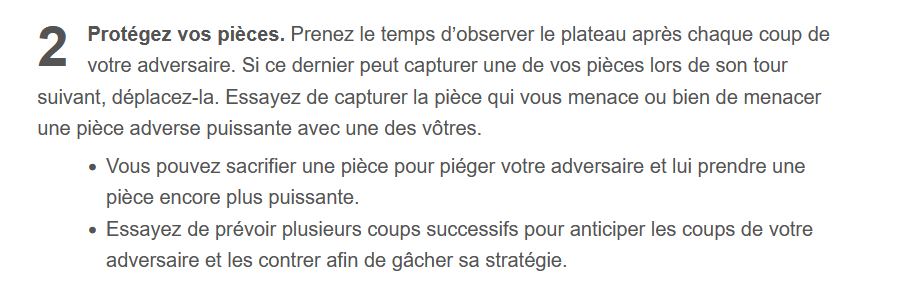 2 Protégez vos pièces. Prenez le temps d’observer le plateau après chaque coup de
votre adversaire. Si ce dernier peut capturer une de vos pièces lors de son tour
suivant, déplacez-la. Essayez de capturer la pièce qui vous menace ou bien de menacer
une pièce adverse puissante avec une des vôtres.
• Vous pouvez sacrifier une pièce pour piéger votre adversaire et lui prendre une
pièce encore plus puissante.
• Essayez de prévoir plusieurs coups successifs pour anticiper les coups de votre
adversaire et les contrer afin de gâcher sa stratégie.